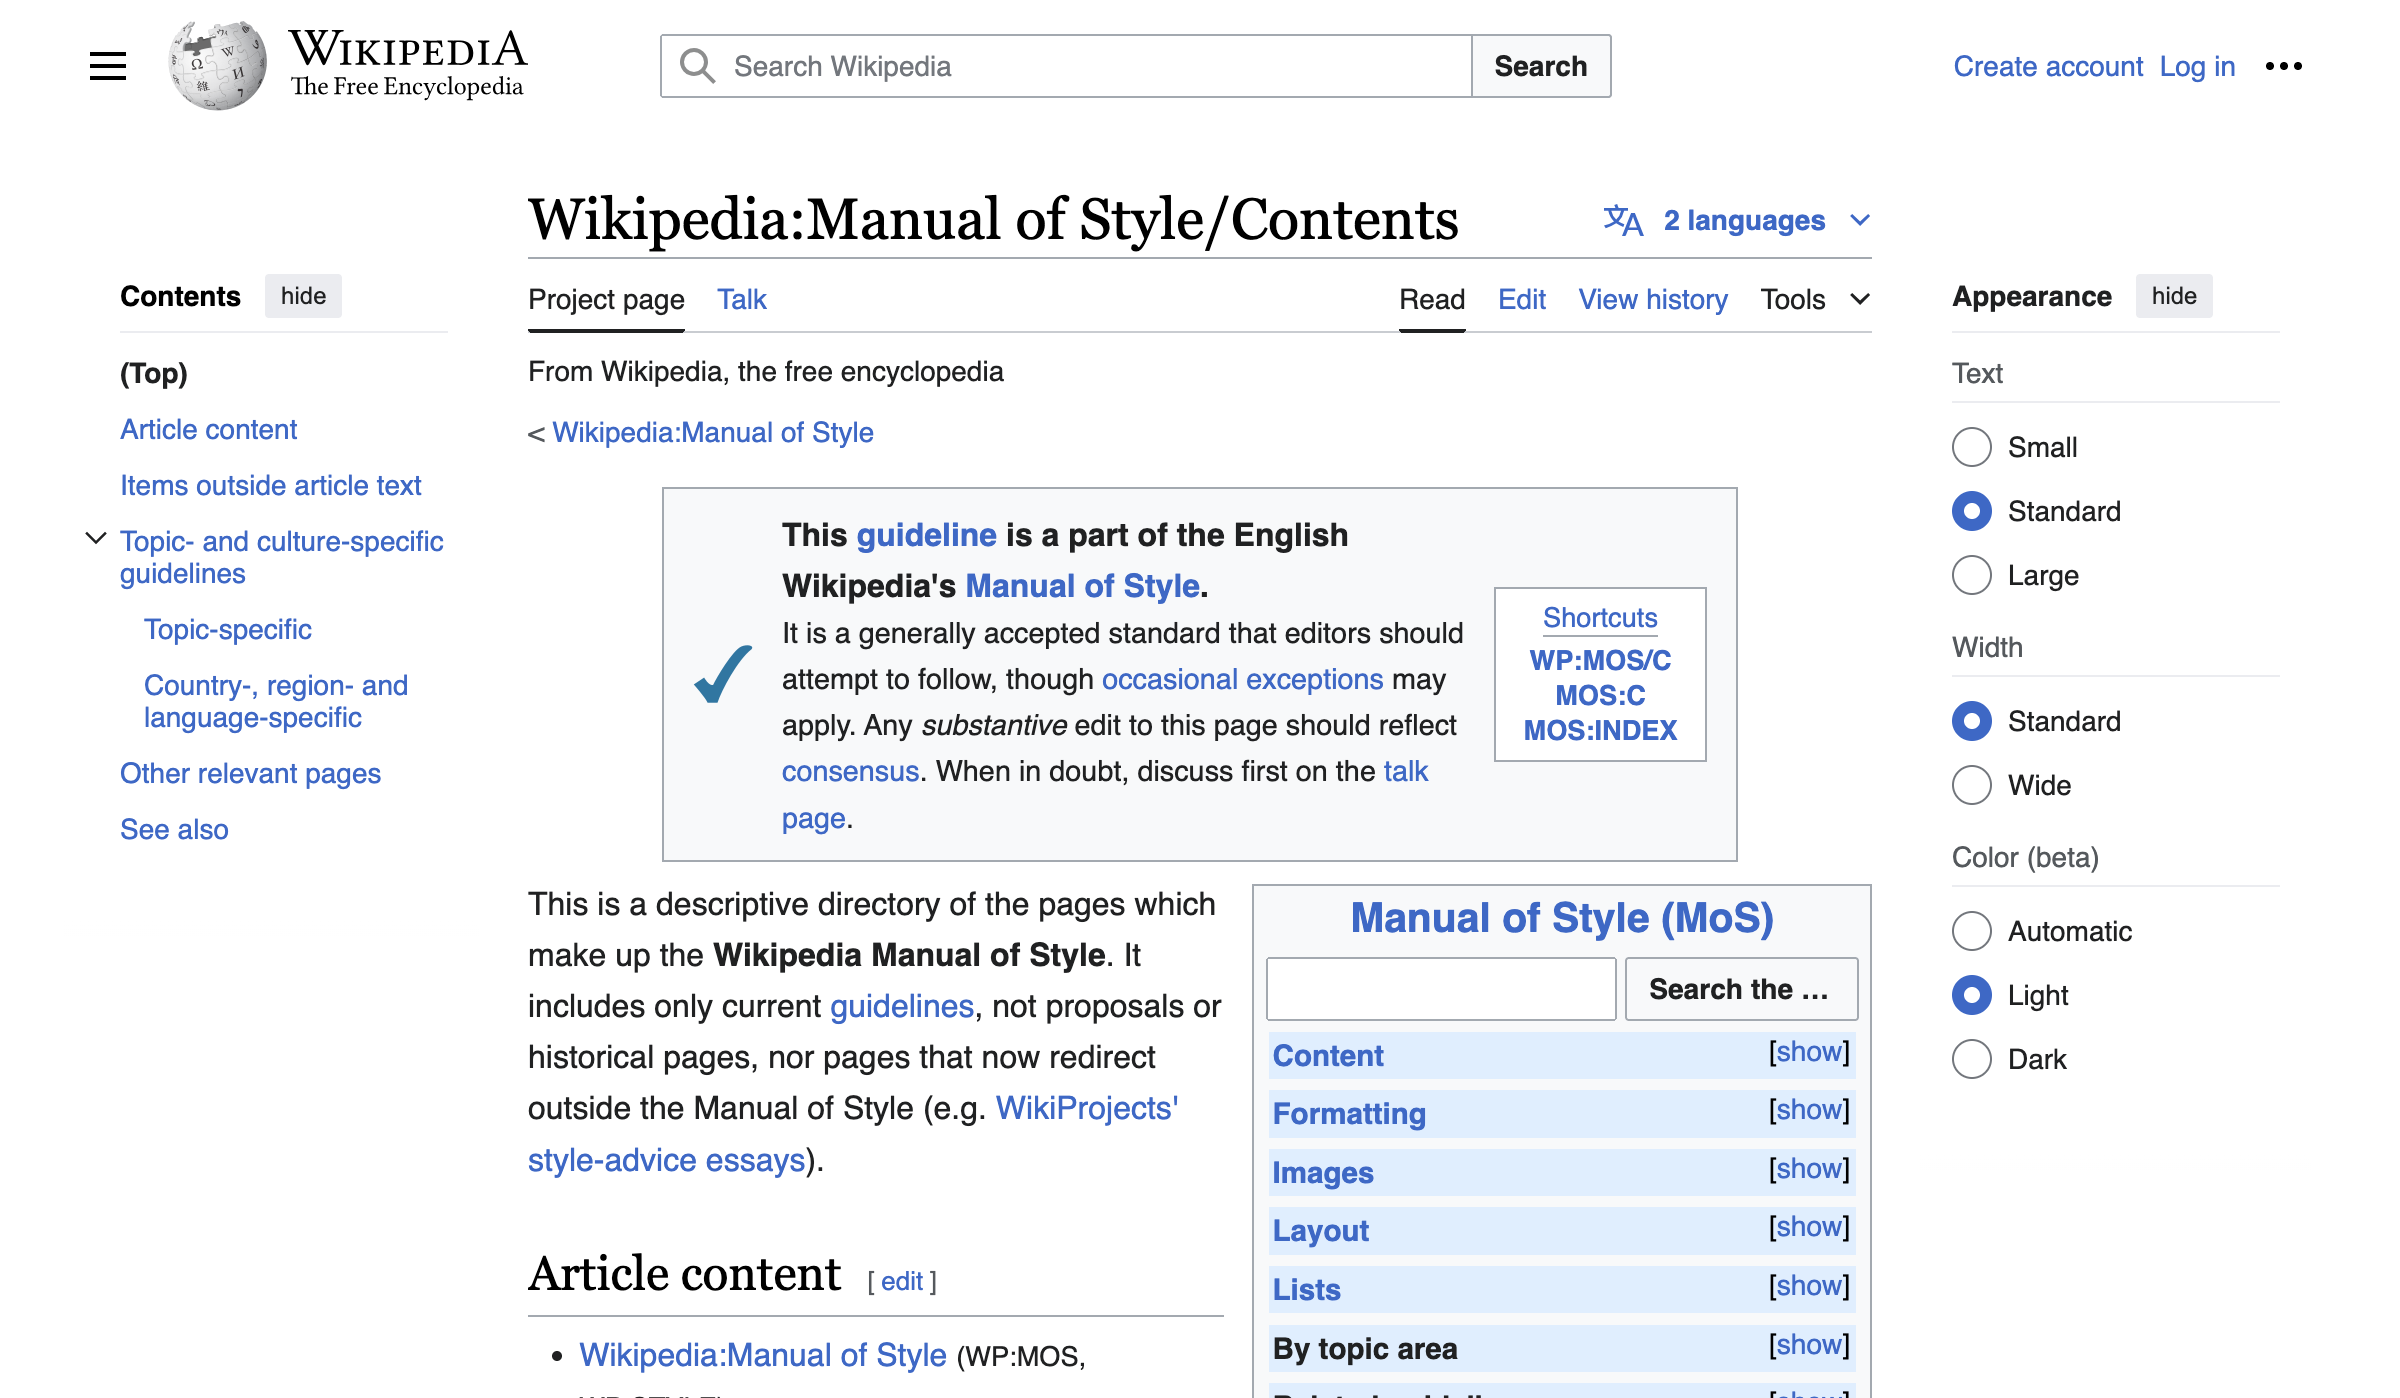 WIKIPEDIA
The Free Encyclopedia
Search Wikipedia
Search
Create account
Log in
Wikipedia:Manual of Style/Contents
2 languages
Contents
hide
(Top)
Article content
Items outside article text
Topic- and culture-specific
guidelines
Topic-specific
Country-, region- and
language-specific
Other relevant pages
See also
Project page
Talk
Read
Edit
View history
Tools
From Wikipedia, the free encyclopedia
< Wikipedia:Manual of Style
This guideline is a part of the English
Wikipedia's Manual of Style.
It is a generally accepted standard that editors should
attempt to follow, though occasional exceptions may
apply. Any substantive edit to this page should reflect
consensus. When in doubt, discuss first on the talk
page.
Shortcuts
WP:MOS/C
MOS:C
MOS:INDEX
This is a descriptive directory of the pages which
make up the Wikipedia Manual of Style. It
includes only current guidelines, not proposals or
historical pages, nor pages that now redirect
outside the Manual of Style (e.g. WikiProjects'
style-advice essays).
Article content [ edit ]
• Wikipedia:Manual of Style (WP:MOS,
Manual of Style (MoS)
Search the ...
Content [show]
Formatting [show]
Images [show]
Layout [show]
Lists [show]
By topic area [show]
Appearance
hide
Text
Small
Standard
Large
Width
Standard
Wide
Color (beta)
Automatic
Light
Dark